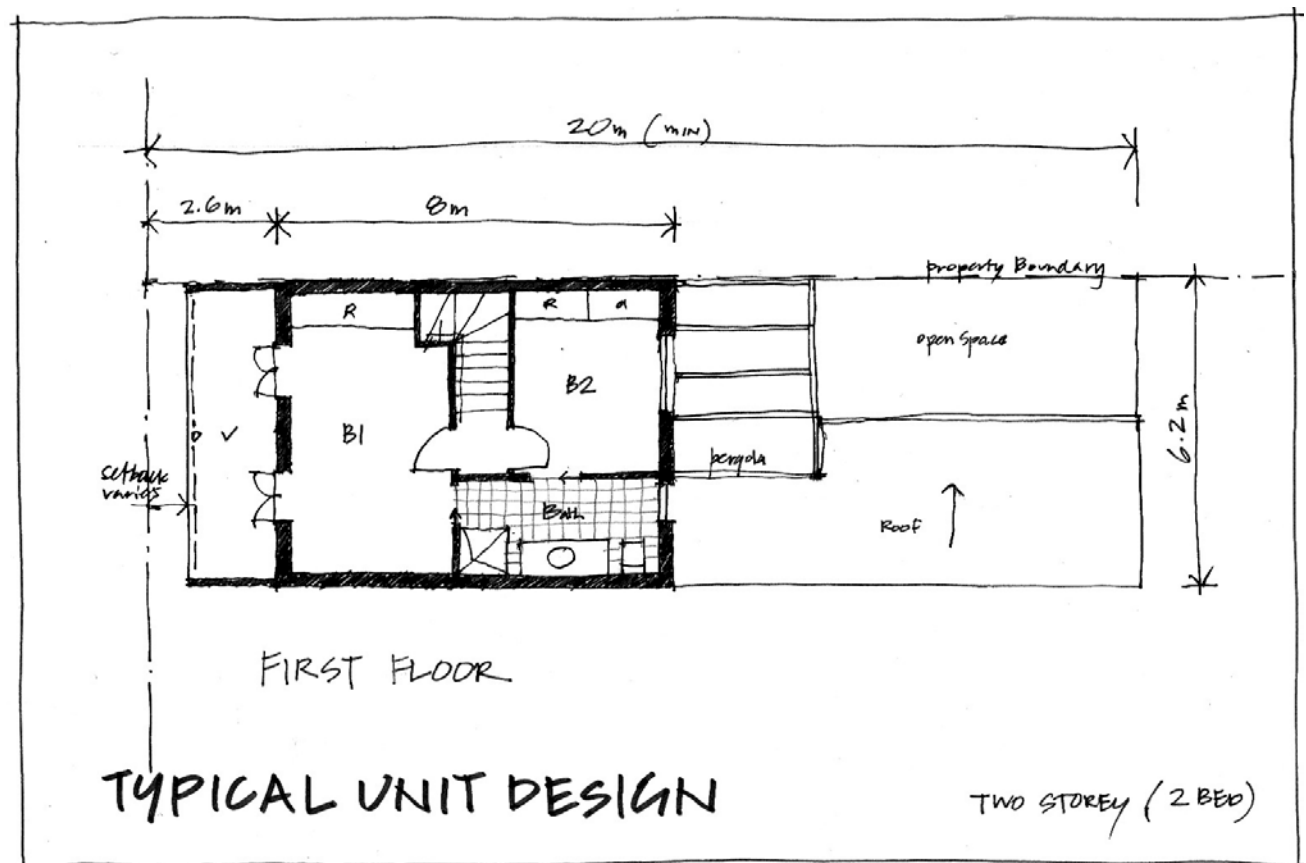 20m (MIN)
2.6m
8m
property Boundary
R
R
a
open space
B2
B1
V
6.2m
pergola
setback
varies
Bath
Roof
FIRST FLOOR
TYPICAL UNIT DESIGN
TWO STOREY (2 BED)